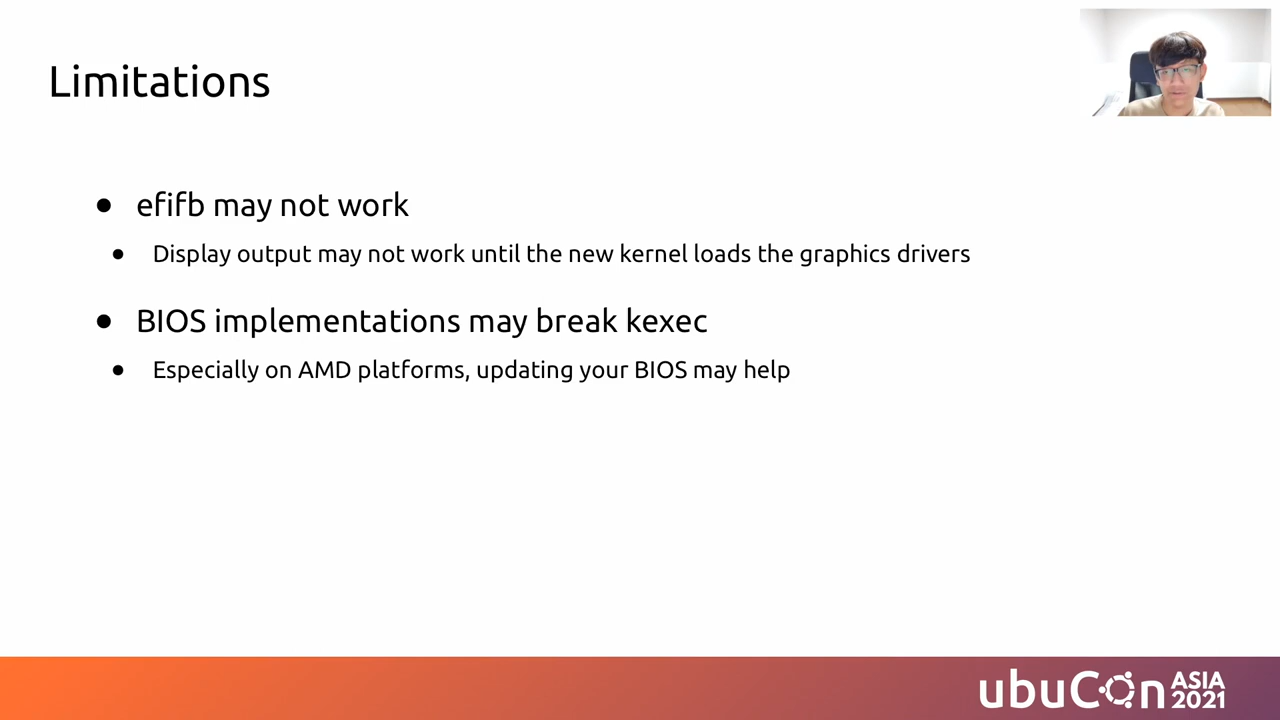 Limitations
● efifb may not work
● Display output may not work until the new kernel loads the graphics drivers
● BIOS implementations may break kexec
● Especially on AMD platforms, updating your BIOS may help
ubuCon ASIA
2021